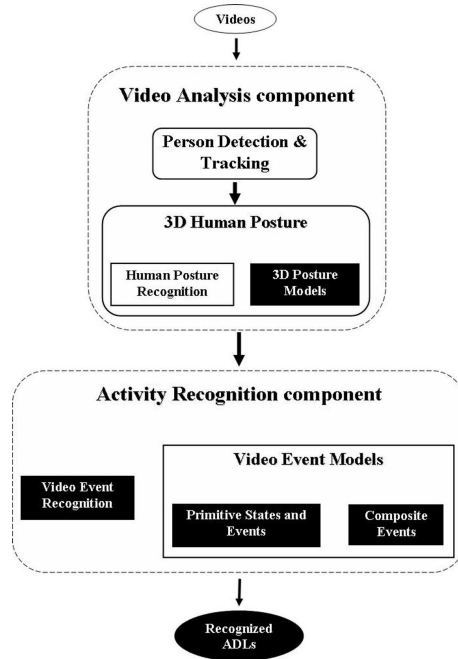 Videos
Video Analysis component
Person Detection &
Tracking
3D Human Posture
Human Posture
Recognition
3D Posture
Models
Activity Recognition component
Video Event Models
Video Event
Recognition
Primitive States and
Events
Composite
Events
Recognized
ADLs